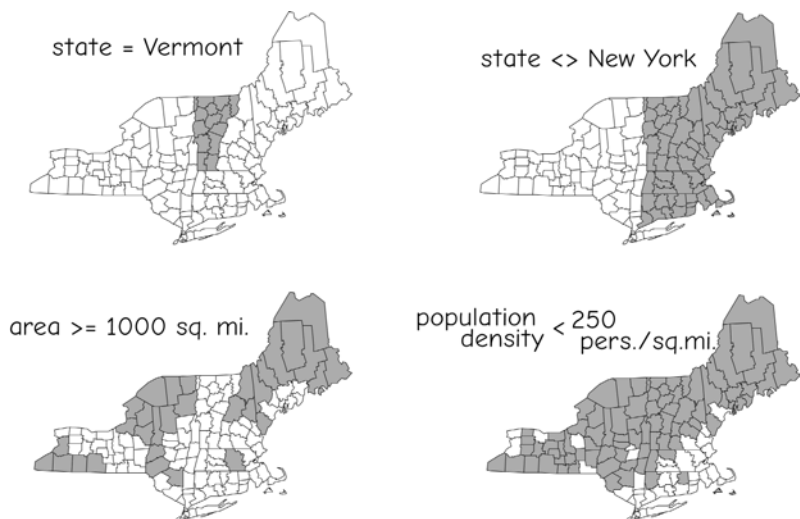 state = Vermont
state <> New York
area >= 1000 sq. mi.
population density < 250 pers./sq.mi.